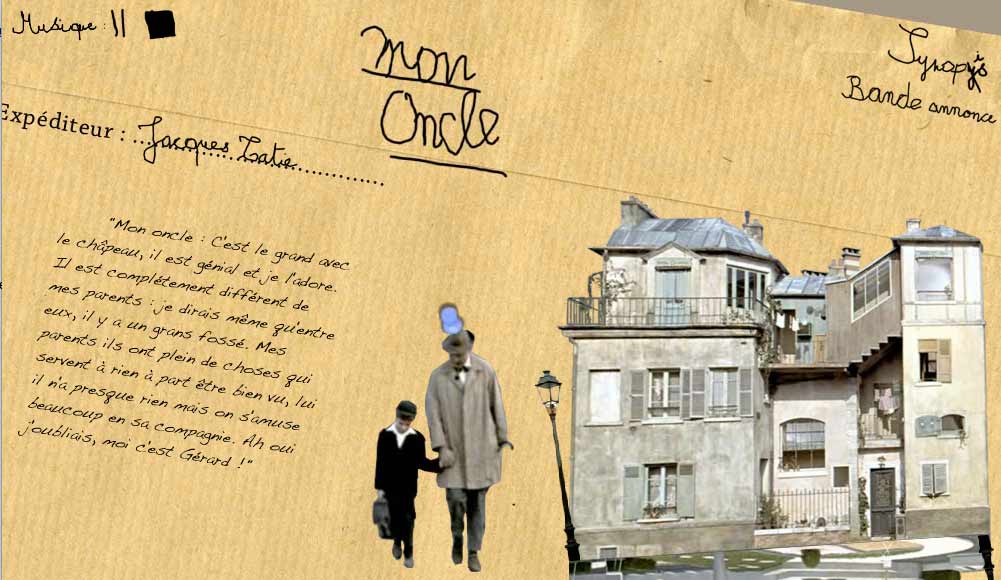 Musique :
mon
Oncle
Synopsis
Bande annonce
Expéditeur : Jacques Tatie
"Mon oncle : C'est le grand avec
le châpeau, il est génial et je l'adore.
Il est complétement différent de
mes parents : je dirais même qu'entre
eux, il y a un grans fossé. Mes
parents ils ont plein de choses qui
servent à rien à part être bien vu, lui
il n'a presque rien mais on s'amuse
beaucoup en sa compagnie. Ah oui
j'oubliais, moi c'est Gérard !"